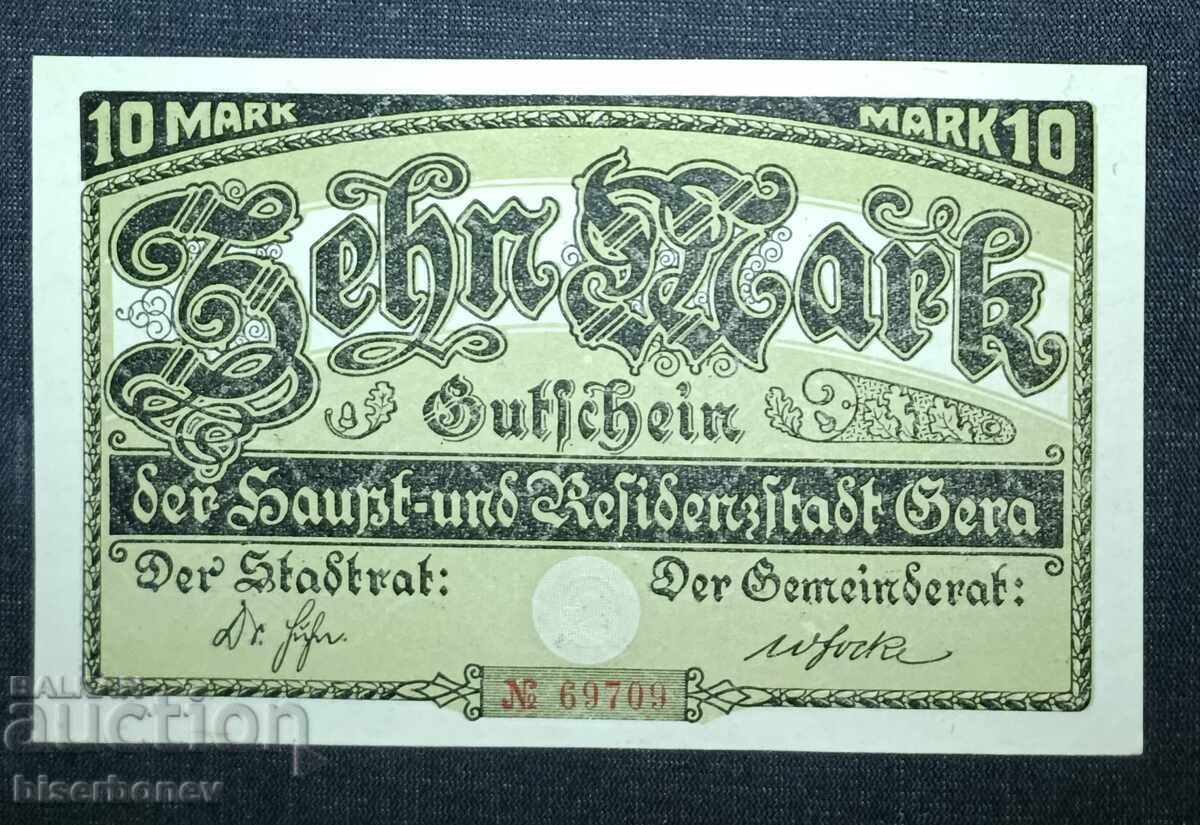 10 MARK
MARK 10
Zehn Mark
Gutschein
der Haupt-und Residenzstadt Gera
Der Stadtrat:
Der Gemeinderat:
Dr.
№ 69709
BALKAN
auction
biserbonev